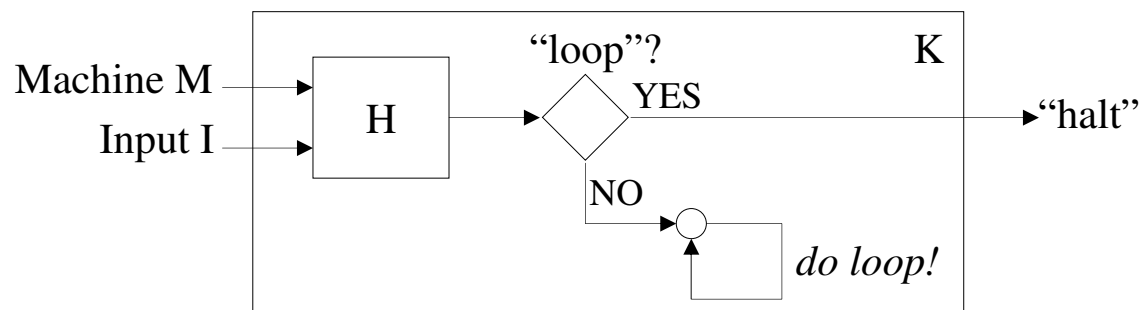 “loop”?
K
Machine M
YES
H
“halt”
Input I
NO
do loop!